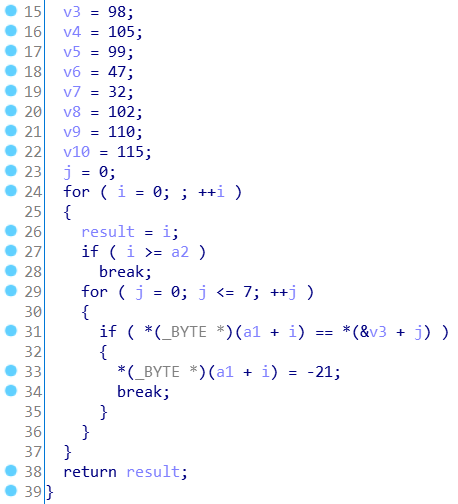 15 v3 = 98;
16 v4 = 105;
17 v5 = 99;
18 v6 = 47;
19 v7 = 32;
20 v8 = 102;
21 v9 = 110;
22 v10 = 115;
23 j = 0;
24 for ( i = 0; ; ++i )
25 {
26 result = i;
27 if ( i >= a2 )
28 break;
29 for ( j = 0; j <= 7; ++j )
30 {
31 if ( *(_BYTE *)(a1 + i) == *(&v3 + j) )
32 {
33 *(_BYTE *)(a1 + i) = -21;
34 break;
35 }
36 }
37 }
38 return result;
39 }